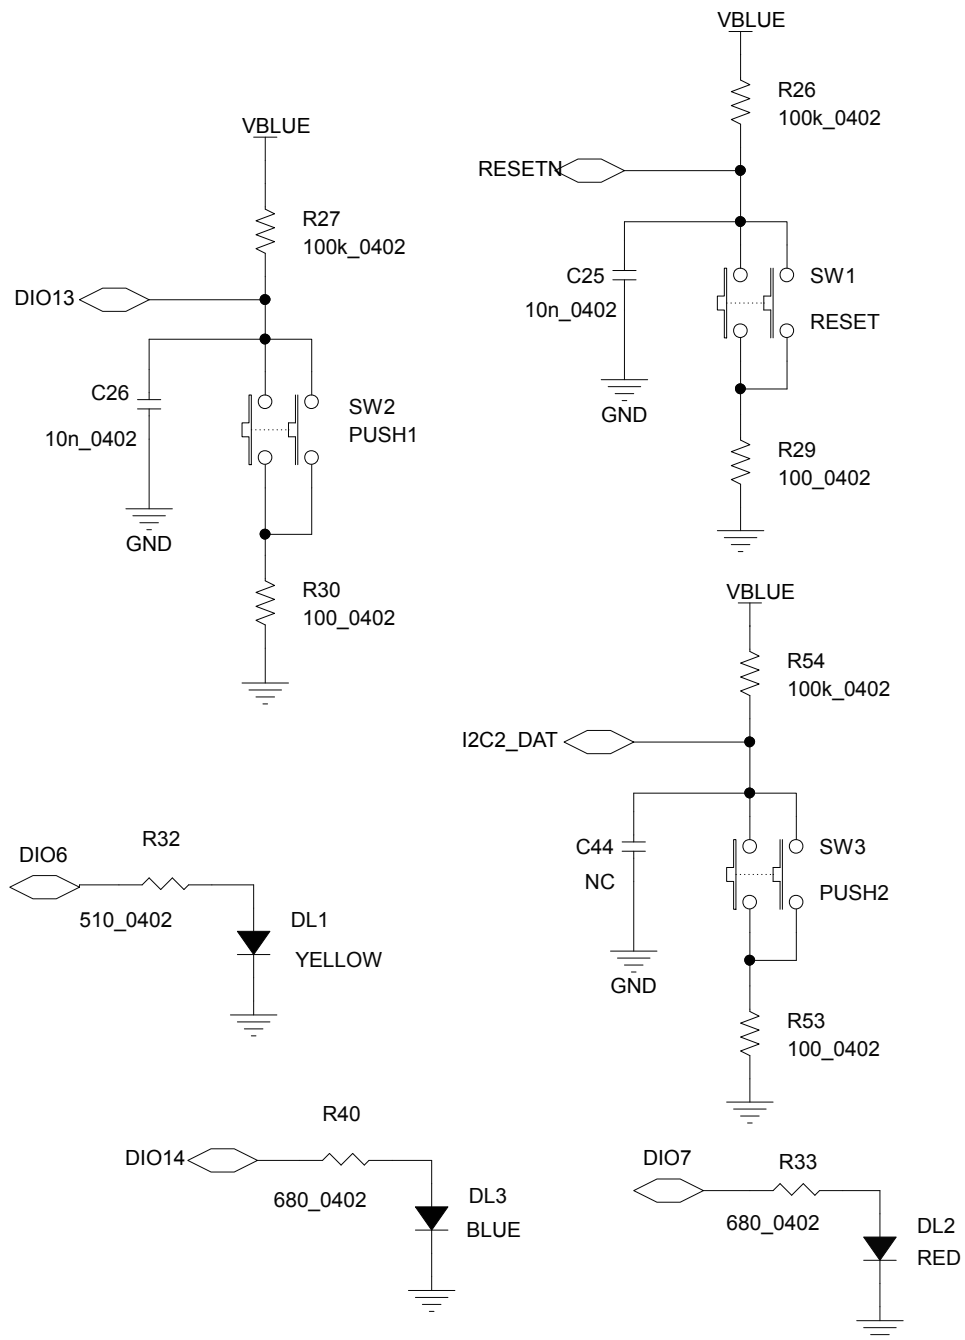 VBLUE
R26
100k_0402
RESETN
C25
10n_0402
SW1
RESET
GND
R29
100_0402
VBLUE
R27
100k_0402
DIO13
C26
10n_0402
SW2
PUSH1
GND
R30
100_0402
VBLUE
R54
100k_0402
I2C2_DAT
C44
NC
SW3
PUSH2
GND
R53
100_0402
R32
DIO6
510_0402
DL1
YELLOW
R40
DIO14
680_0402
DL3
BLUE
DIO7
R33
680_0402
DL2
RED